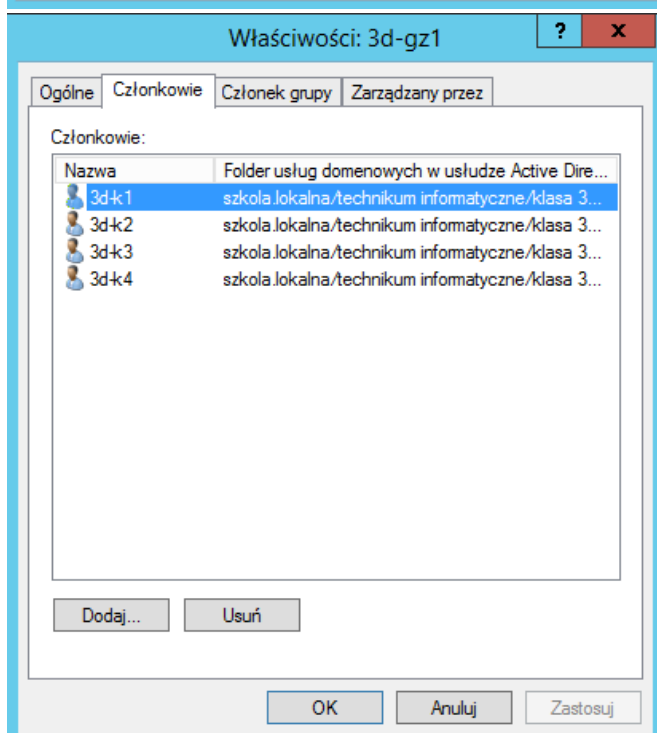 Właściwości: 3d-gz1 ? x
Ogólne Członkowie Członek grupy Zarządzany przez
Członkowie:
Nazwa Folder usług domenowych w usłudze Active Dire...
3d-k1 szkola.lokalna/technikum informatyczne/klasa 3...
3d-k2 szkola.lokalna/technikum informatyczne/klasa 3...
3d-k3 szkola.lokalna/technikum informatyczne/klasa 3...
3d-k4 szkola.lokalna/technikum informatyczne/klasa 3...
Dodaj... Usuń
OK Anuluj Zastosuj